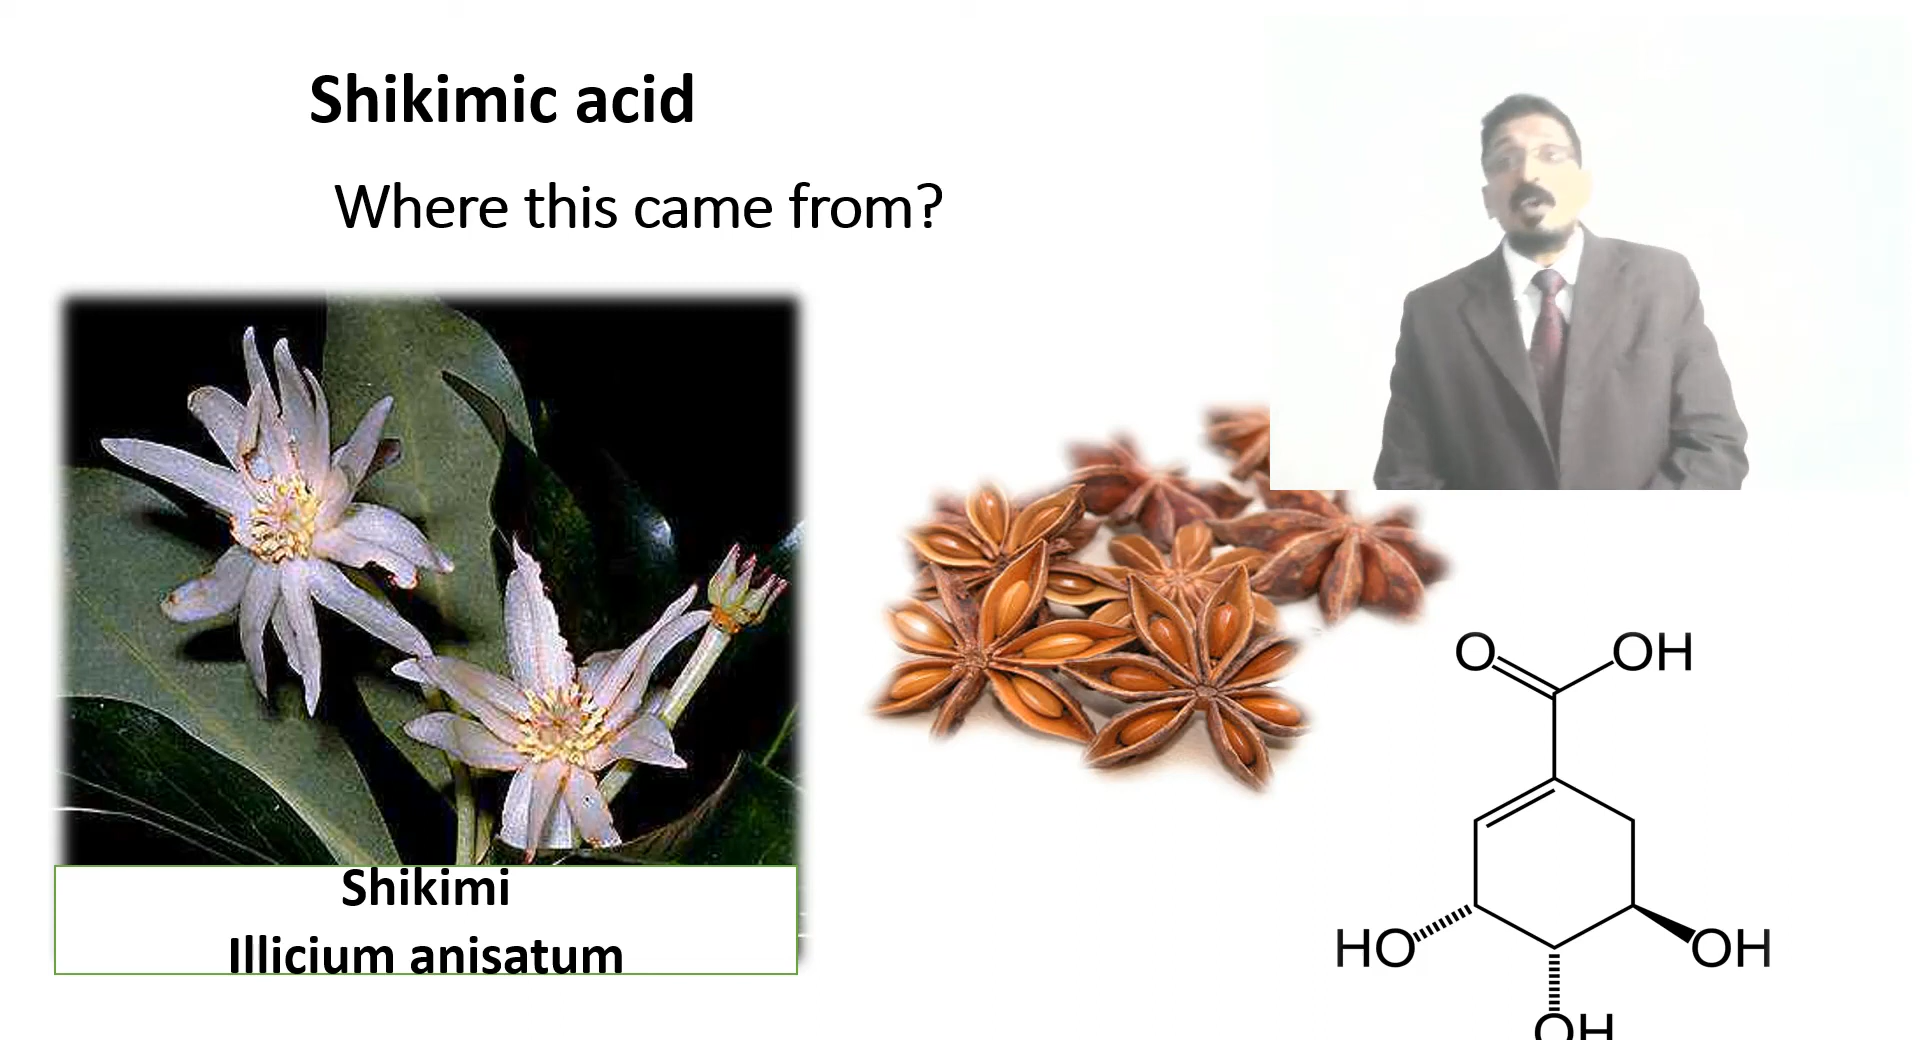 Shikimic acid
Where this came from?
Shikimi
Illicium anisatum
O OH
HO OH
OH